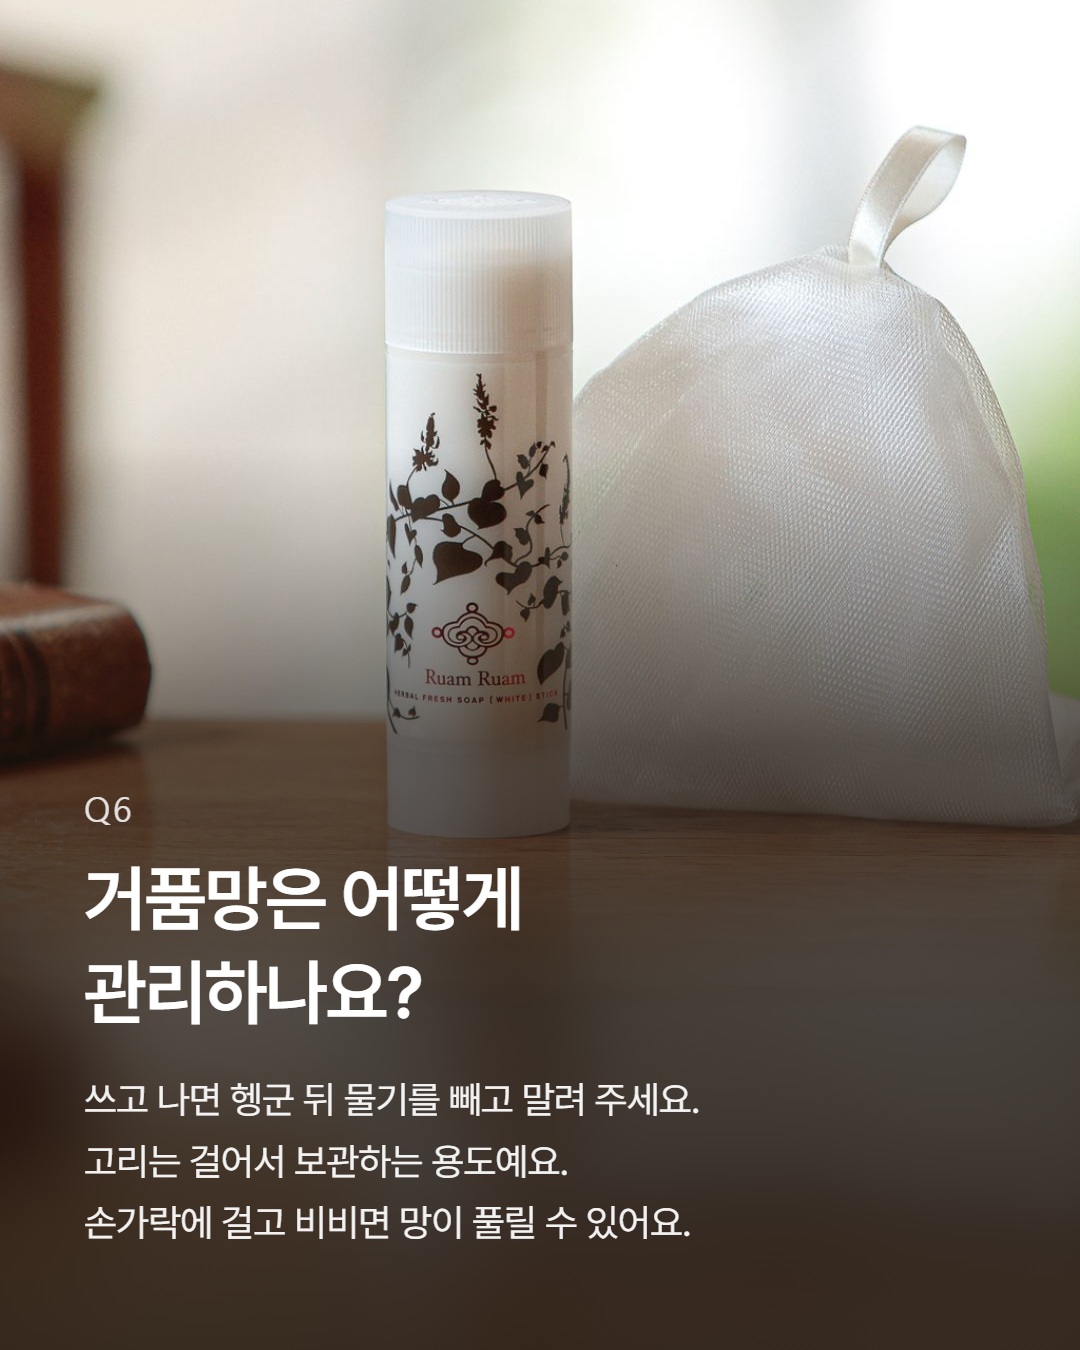 Ruam Ruam
HERBAL FRESH SOAP [ WHITE ] STICK
Q6
거품망은 어떻게
관리하나요?
쓰고 나면 헹군 뒤 물기를 빼고 말려 주세요.
고리는 걸어서 보관하는 용도예요.
손가락에 걸고 비비면 망이 풀릴 수 있어요.